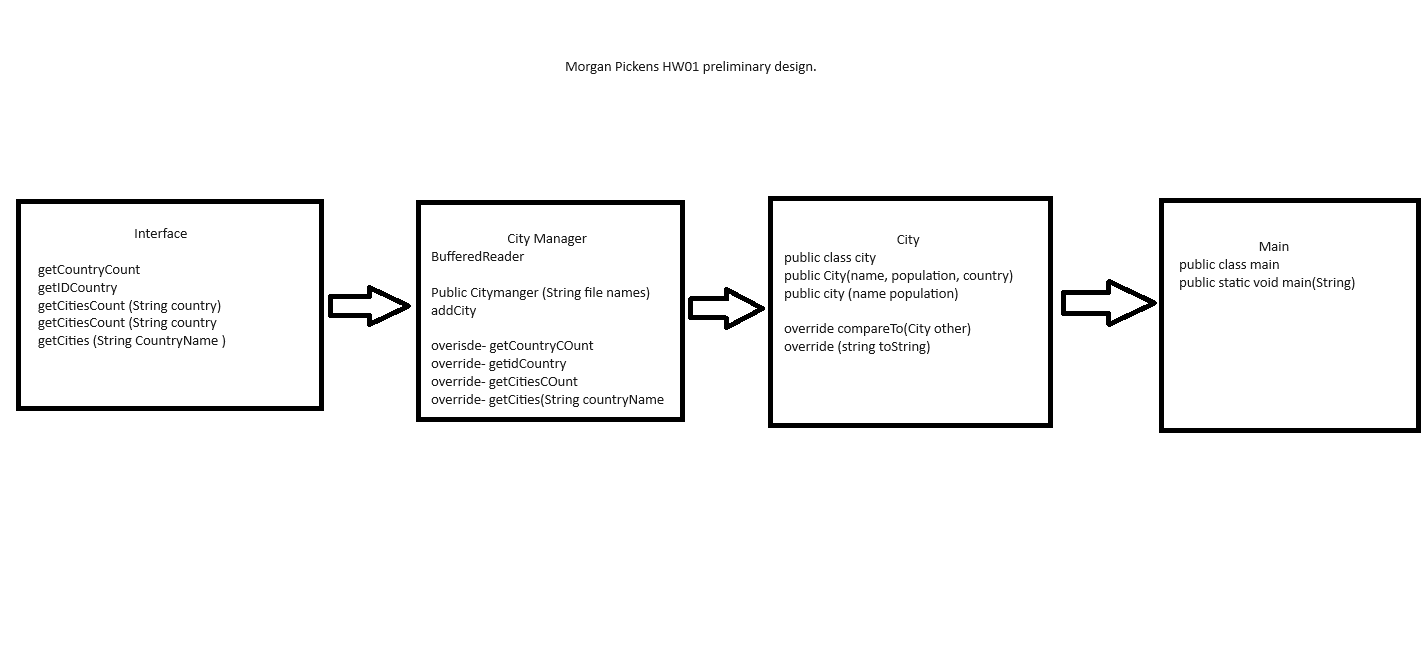 Morgan Pickens HW01 preliminary design.
Interface
getCountryCount
getIDCountry
getCitiesCount (String country)
getCitiesCount (String country
getCities (String CountryName )
City Manager
BufferedReader
Public Citymanger (String file names)
addCity
overisde- getCountryCOunt
override- getidCountry
override- getCitiesCOunt
override- getCities(String countryName
City
public class city
public City(name, population, country)
public city (name population)
override compareTo(City other)
override (string toString)
Main
public class main
public static void main(String)